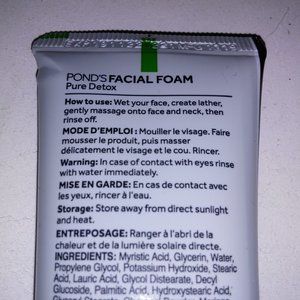 POND'S FACIAL FOAM
Pure Detox
How to use: Wet your face, create lather,
gently massage onto face and neck, then
rinse off.
MODE D'EMPLOI : Mouiller le visage. Faire
mousser le produit, puis masser
délicatement le visage et le cou. Rincer.
Warning: In case of contact with eyes rinse
with water immediately.
MISE EN GARDE: En cas de contact avec
les yeux, rincer à l'eau.
Storage: Store away from direct sunlight
and heat.
ENTREPOSAGE: Ranger à l'abri de la
chaleur et de la lumière solaire directe.
INGREDIENTS: Myristic Acid, Glycerin, Water,
Propylene Glycol, Potassium Hydroxide, Stearic
Acid, Lauric Acid, Glycol Distearate, Decyl
Glucoside, Palmitic Acid, Hydroxystearic Acid,